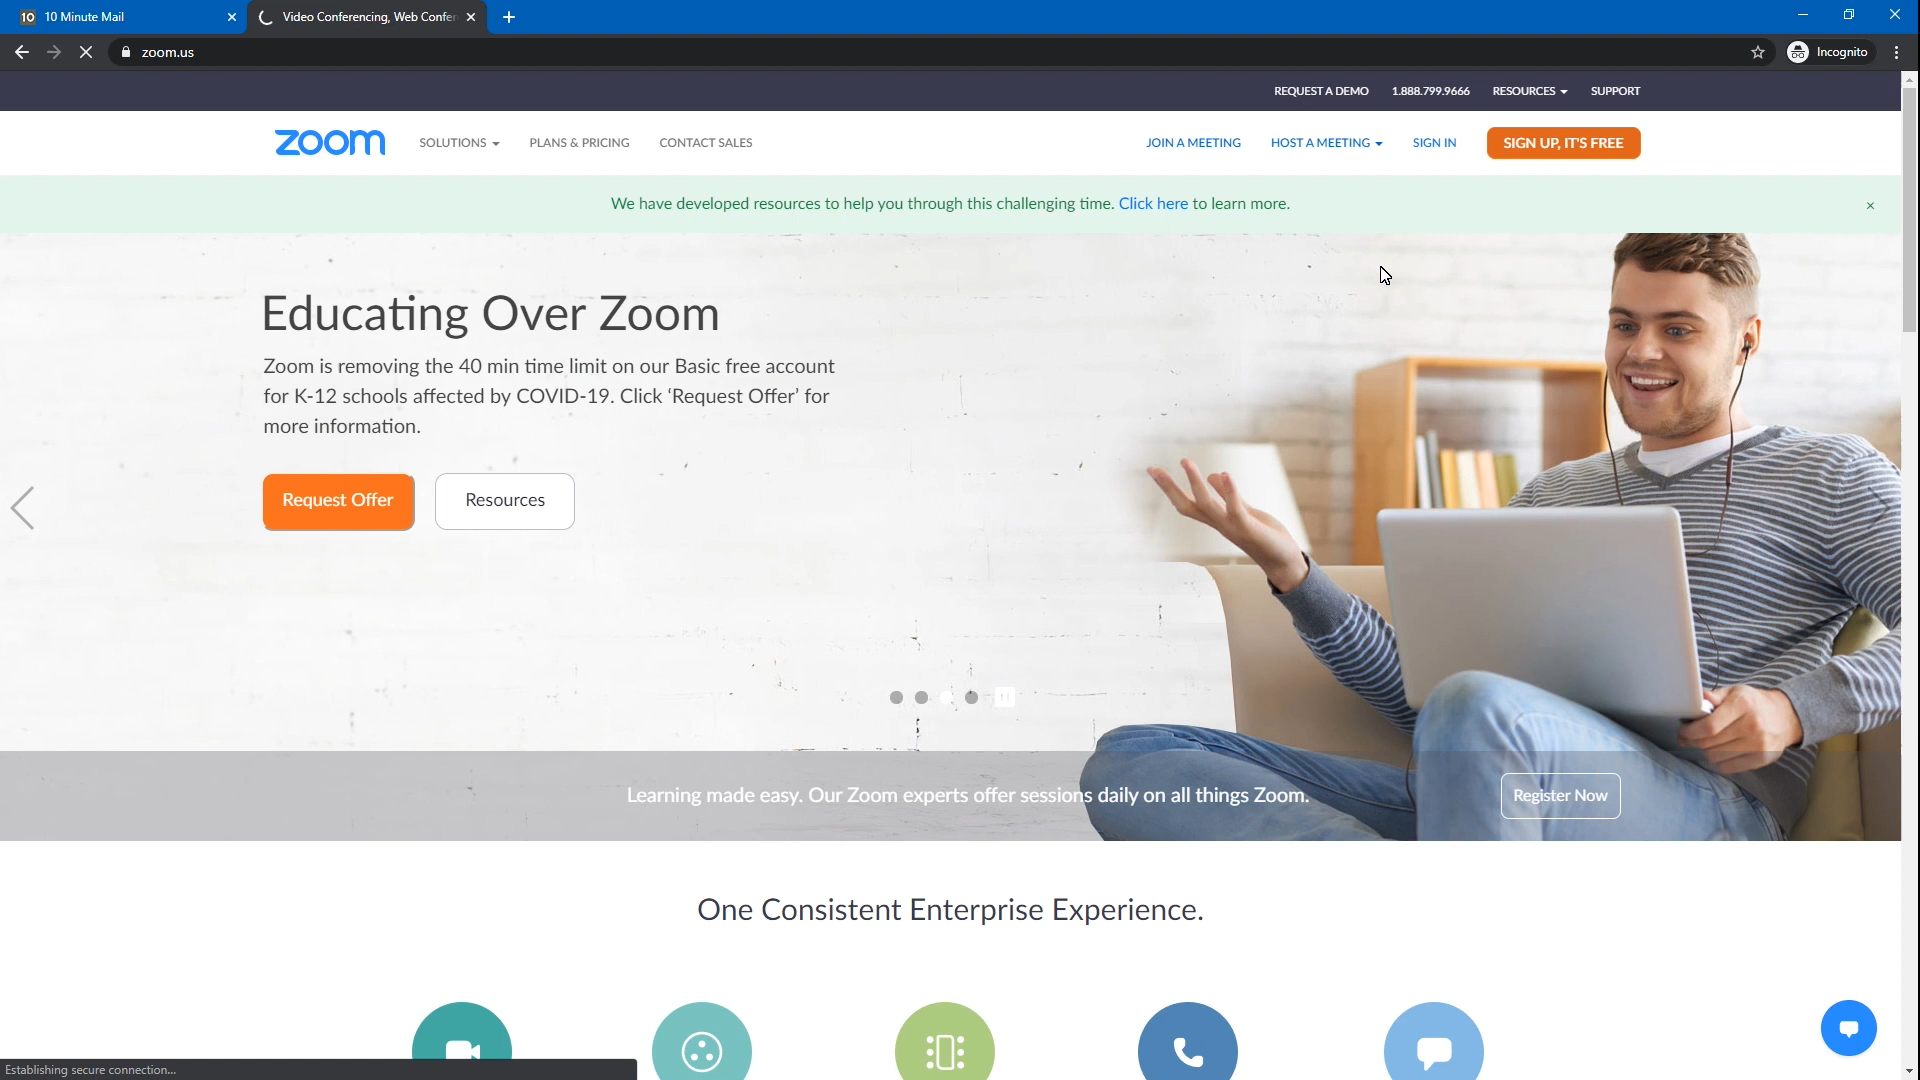 10 10 Minute Mail
Video Conferencing, Web Confer
zoom.us
Incognito
REQUEST A DEMO 1.888.799.9666 RESOURCES SUPPORT
zoom SOLUTIONS PLANS & PRICING CONTACT SALES JOIN A MEETING HOST A MEETING SIGN IN SIGN UP, IT'S FREE
We have developed resources to help you through this challenging time. Click here to learn more.
Educating Over Zoom
Zoom is removing the 40 min time limit on our Basic free account
for K-12 schools affected by COVID-19. Click ‘Request Offer’ for
more information.
Request Offer Resources
Learning made easy. Our Zoom experts offer sessions daily on all things Zoom. Register Now
One Consistent Enterprise Experience.
Establishing secure connection...